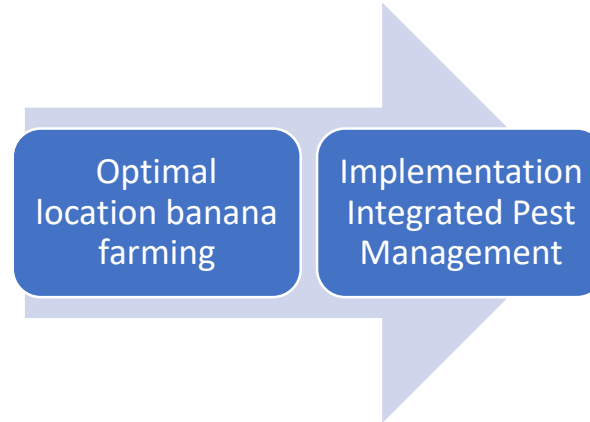 Optimal
location banana
farming
Implementation
Integrated Pest
Management